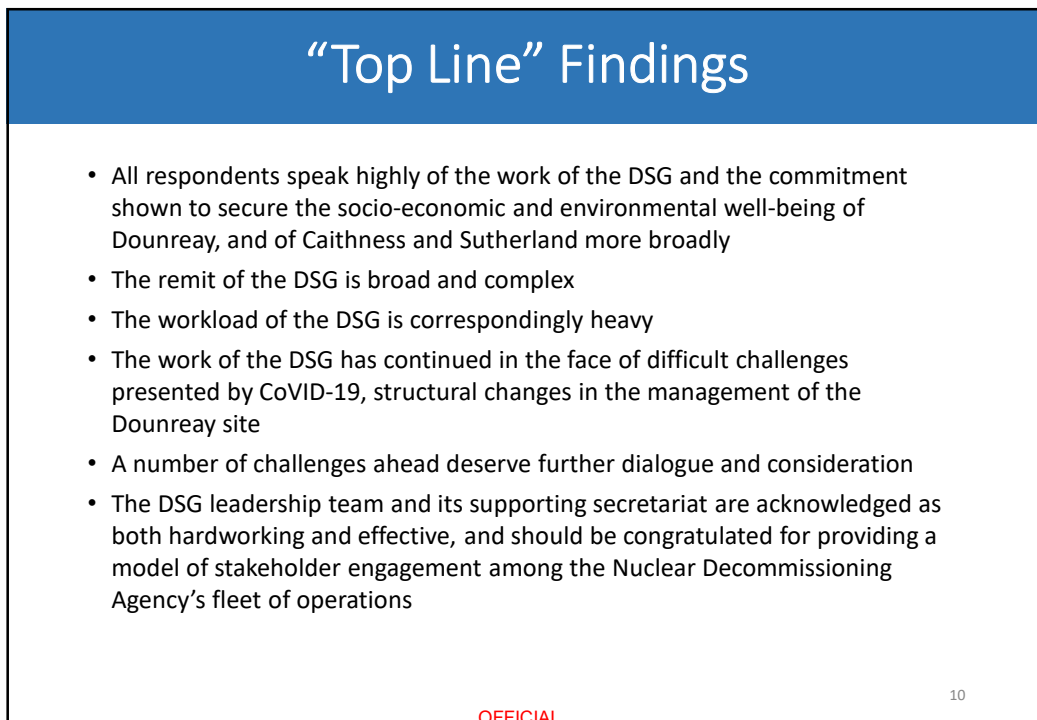 “Top Line” Findings
• All respondents speak highly of the work of the DSG and the commitment
shown to secure the socio-economic and environmental well-being of
Dounreay, and of Caithness and Sutherland more broadly
• The remit of the DSG is broad and complex
• The workload of the DSG is correspondingly heavy
• The work of the DSG has continued in the face of difficult challenges
presented by CoVID-19, structural changes in the management of the
Dounreay site
• A number of challenges ahead deserve further dialogue and consideration
• The DSG leadership team and its supporting secretariat are acknowledged as
both hardworking and effective, and should be congratulated for providing a
model of stakeholder engagement among the Nuclear Decommissioning
Agency’s fleet of operations
10
OFFICIAL